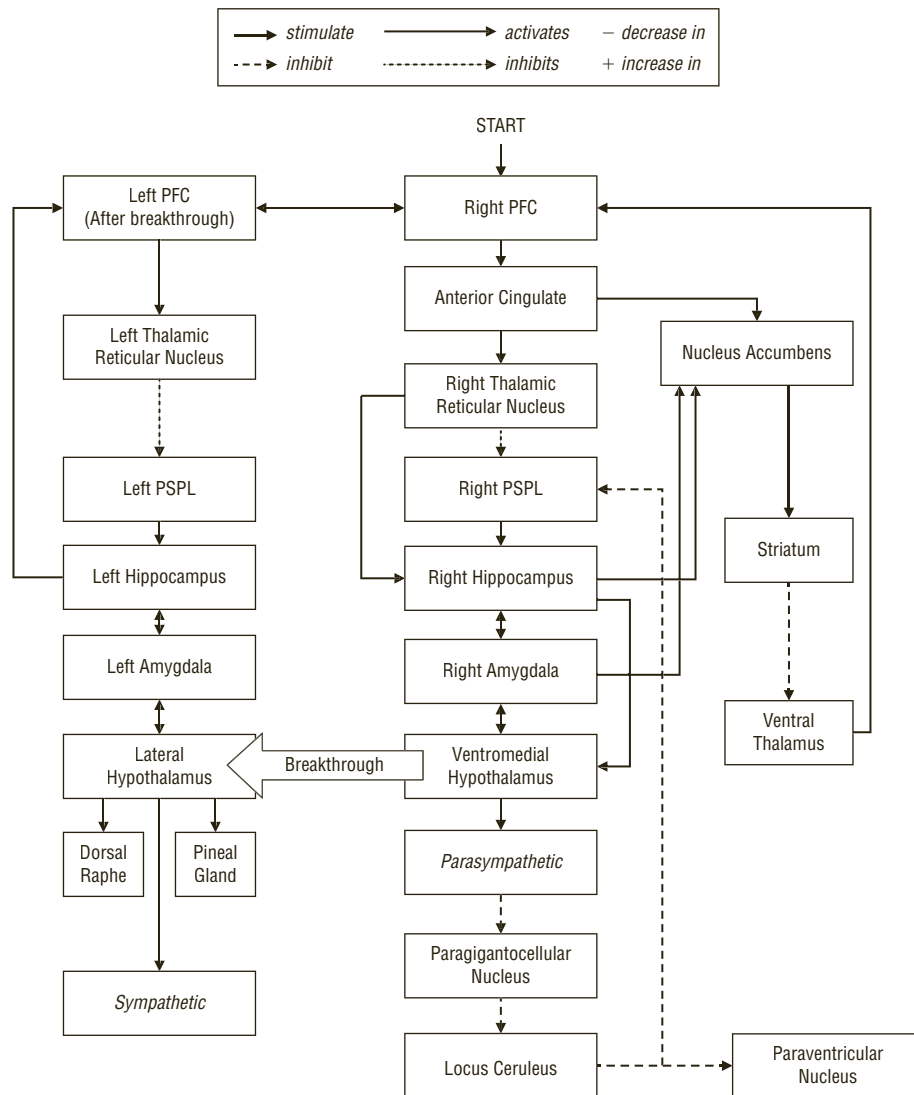 stimulate
activates
− decrease in
inhibit
inhibits
+ increase in
START
Left PFC
(After breakthrough)
Right PFC
Anterior Cingulate
Left Thalamic
Reticular Nucleus
Nucleus Accumbens
Right Thalamic
Reticular Nucleus
Left PSPL
Right PSPL
Striatum
Left Hippocampus
Right Hippocampus
Left Amygdala
Right Amygdala
Ventral
Thalamus
Lateral
Hypothalamus
Breakthrough
Ventromedial
Hypothalamus
Dorsal
Raphe
Pineal
Gland
Parasympathetic
Paragigantocellular
Nucleus
Sympathetic
Locus Ceruleus
Paraventricular
Nucleus